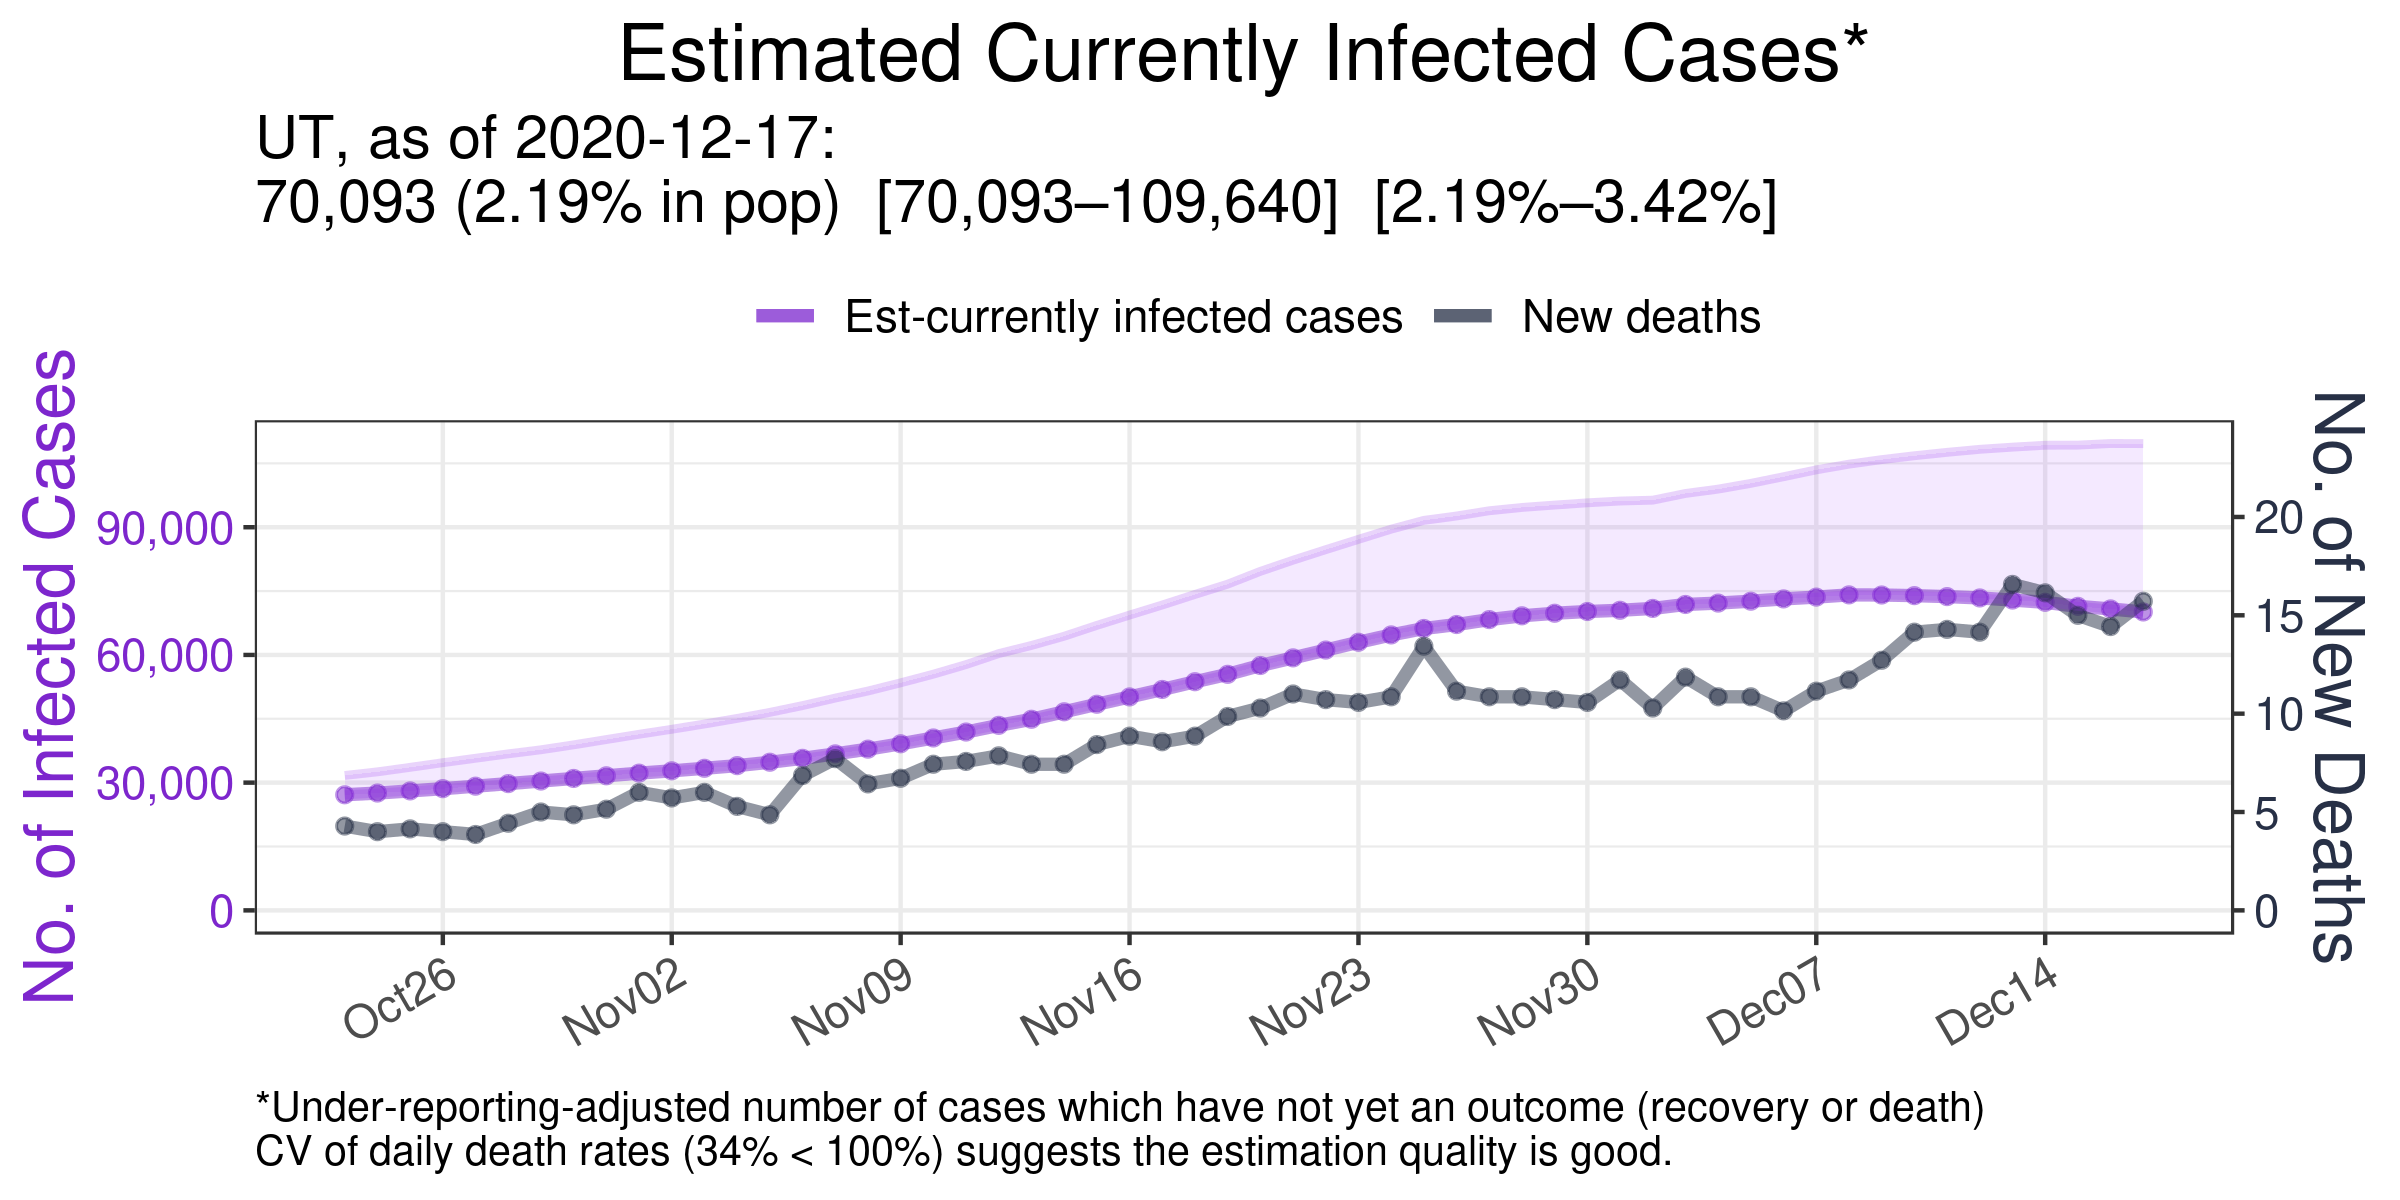 Estimated Currently Infected Cases*
UT, as of 2020-12-17:
70,093 (2.19% in pop)  [70,093–109,640]  [2.19%–3.42%]
Est-currently infected cases
New deaths
No. of Infected Cases
90,000
60,000
30,000
0
No. of New Deaths
20
15
10
5
0
Oct26
Nov02
Nov09
Nov16
Nov23
Nov30
Dec07
Dec14
*Under-reporting-adjusted number of cases which have not yet an outcome (recovery or death)
CV of daily death rates (34% < 100%) suggests the estimation quality is good.